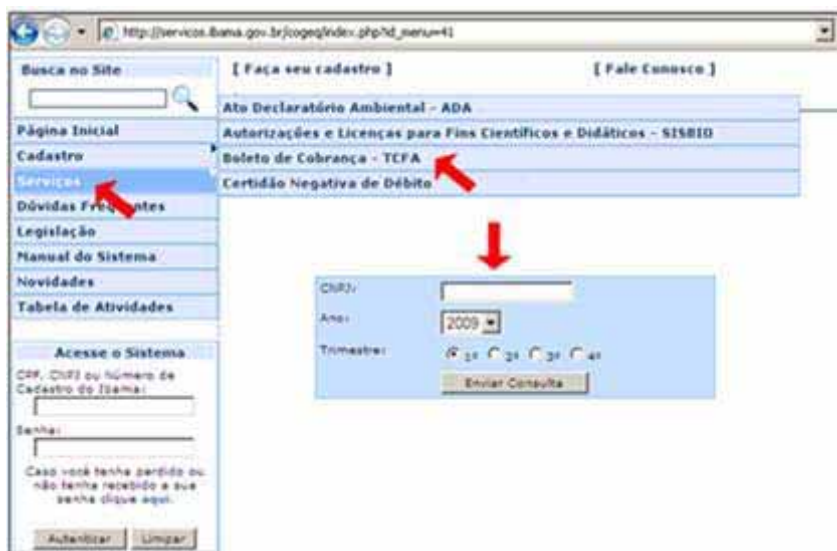 http://servicos.ibama.gov.br/cogeq/index.php?id_menu=41
Busca no Site
[ Faça seu cadastro ]
[ Fale Conosco ]
Ato Declaratório Ambiental - ADA
Autorizações e Licenças para Fins Científicos e Didáticos - SISBIO
Boleto de Cobrança - TCFA
Certidão Negativa de Débito
Página Inicial
Cadastro
Serviços
Dúvidas Frequentes
Legislação
Manual do Sistema
Novidades
Tabela de Atividades
CNPJ:
Ano:
2009
Trimestre:
1º 2º 3º 4º
Enviar Consulta
Acesse o Sistema
CPF, CNPJ ou Número de
Cadastro do Ibama:
Senha:
Caso você tenha perdido ou
não tenha recebido a sua
senha clique aqui.
Autenticar
Limpar